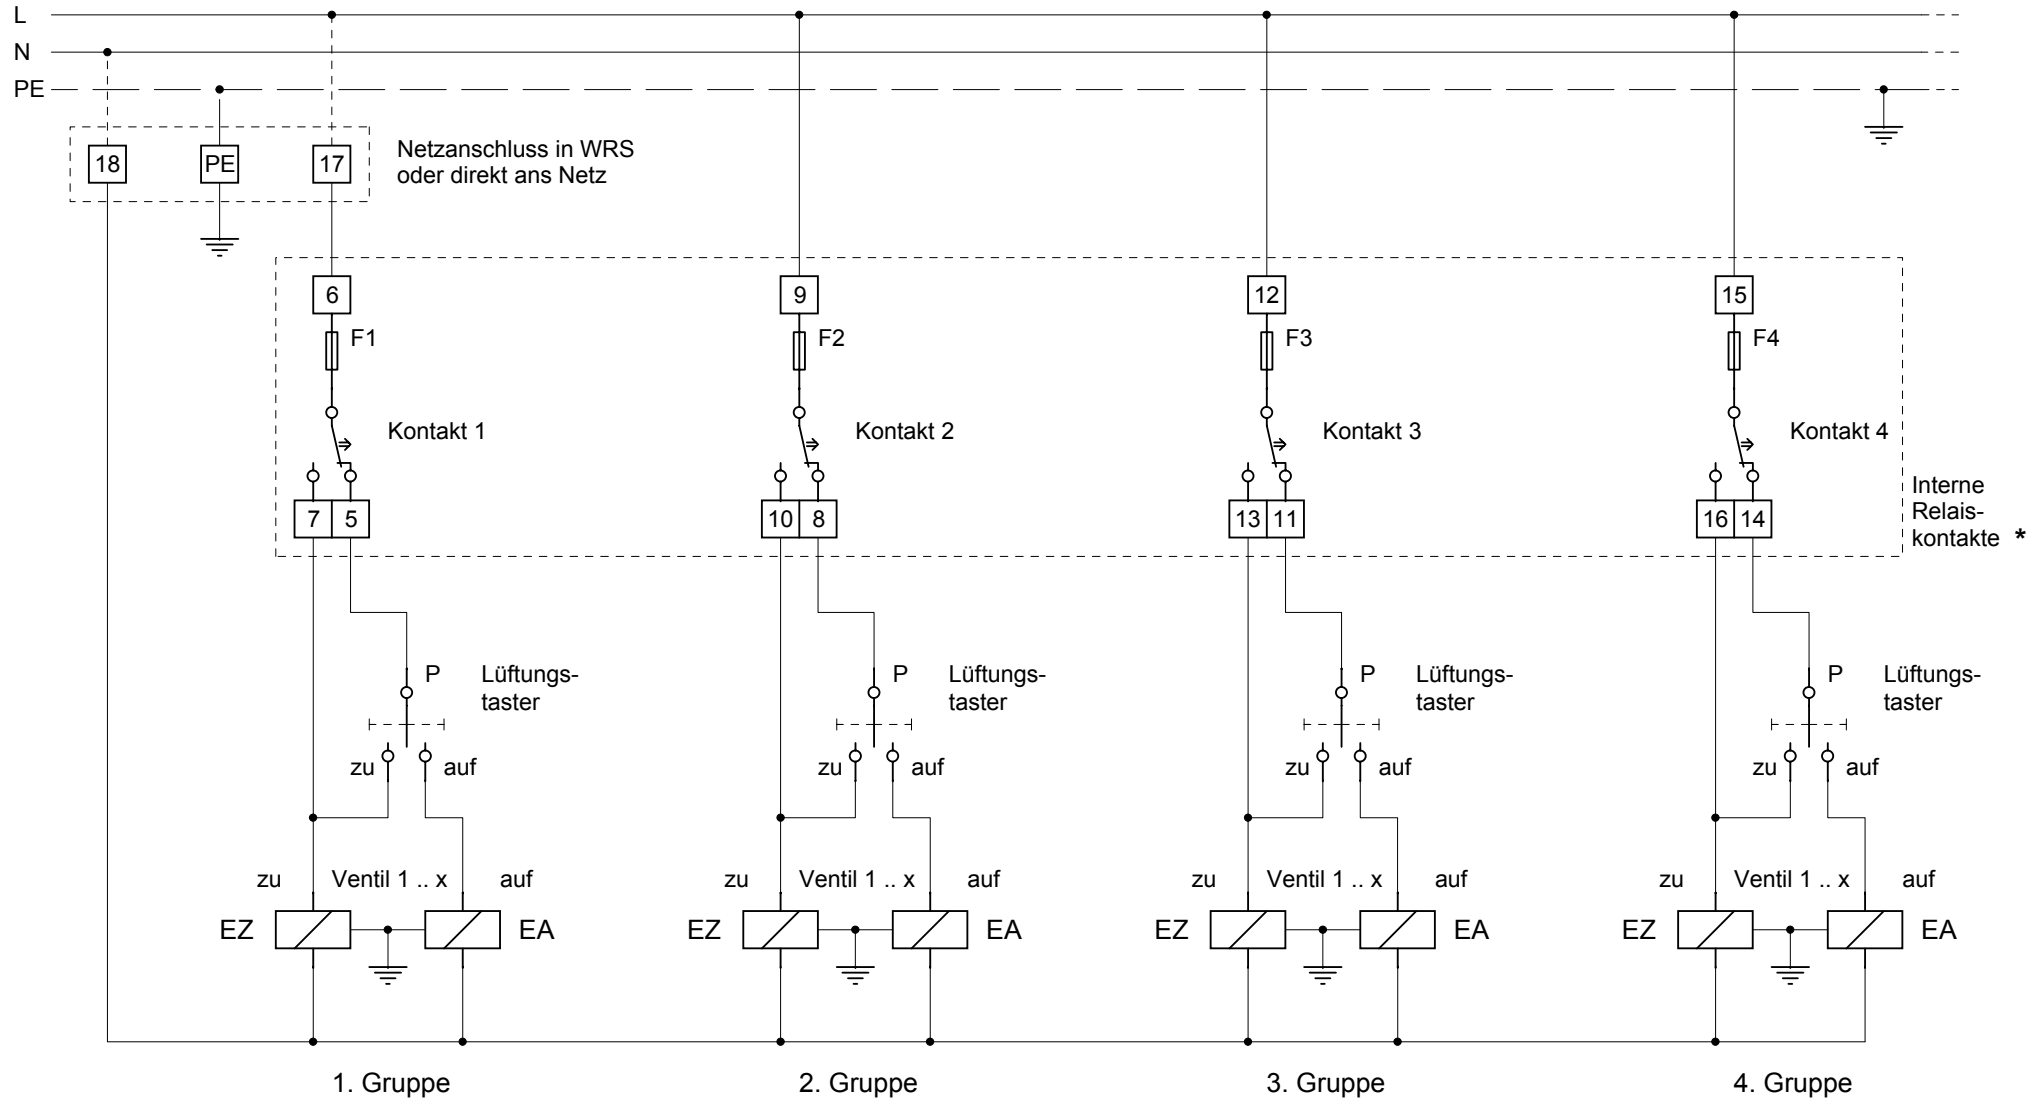 L
N
PE
18 PE 17
Netzanschluss in WRS
oder direkt ans Netz
6 9 12 15
F1 F2 F3 F4
Kontakt 1 Kontakt 2 Kontakt 3 Kontakt 4
Interne
Relais-
kontakte *
7 5 10 8 13 11 16 14
P Lüftungs- P Lüftungs- P Lüftungs- P Lüftungs-
taster taster taster taster
zu auf zu auf zu auf zu auf
zu Ventil 1 .. x auf zu Ventil 1 .. x auf zu Ventil 1 .. x auf zu Ventil 1 .. x auf
EZ EA EZ EA EZ EA EZ EA
1. Gruppe 2. Gruppe 3. Gruppe 4. Gruppe